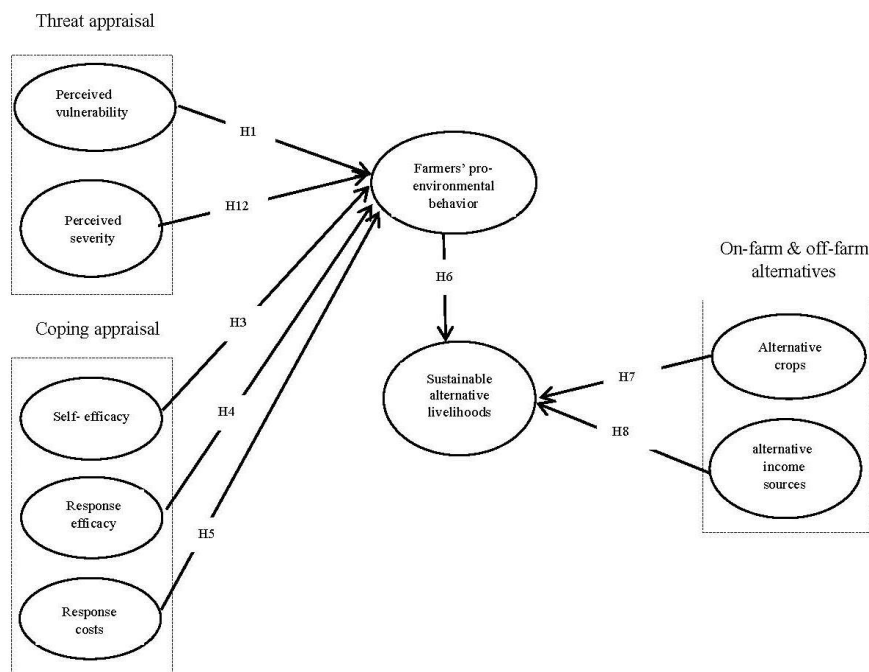 Threat appraisal
Perceived
vulnerability
H1
Farmers' pro-
environmental
behavior
Perceived
severity
H12
H6
On-farm & off-farm
alternatives
Coping appraisal
H3
Alternative
crops
Sustainable
alternative
livelihoods
H7
Self- efficacy
H4
H8
alternative
income
sources
Response
efficacy
H5
Response
costs